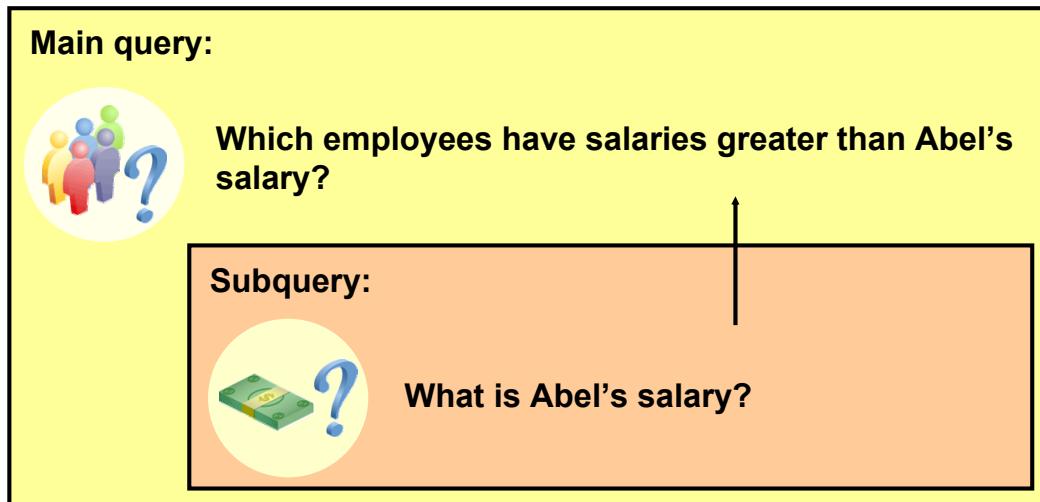 Main query:
Which employees have salaries greater than Abel’s
salary?
Subquery:
What is Abel’s salary?